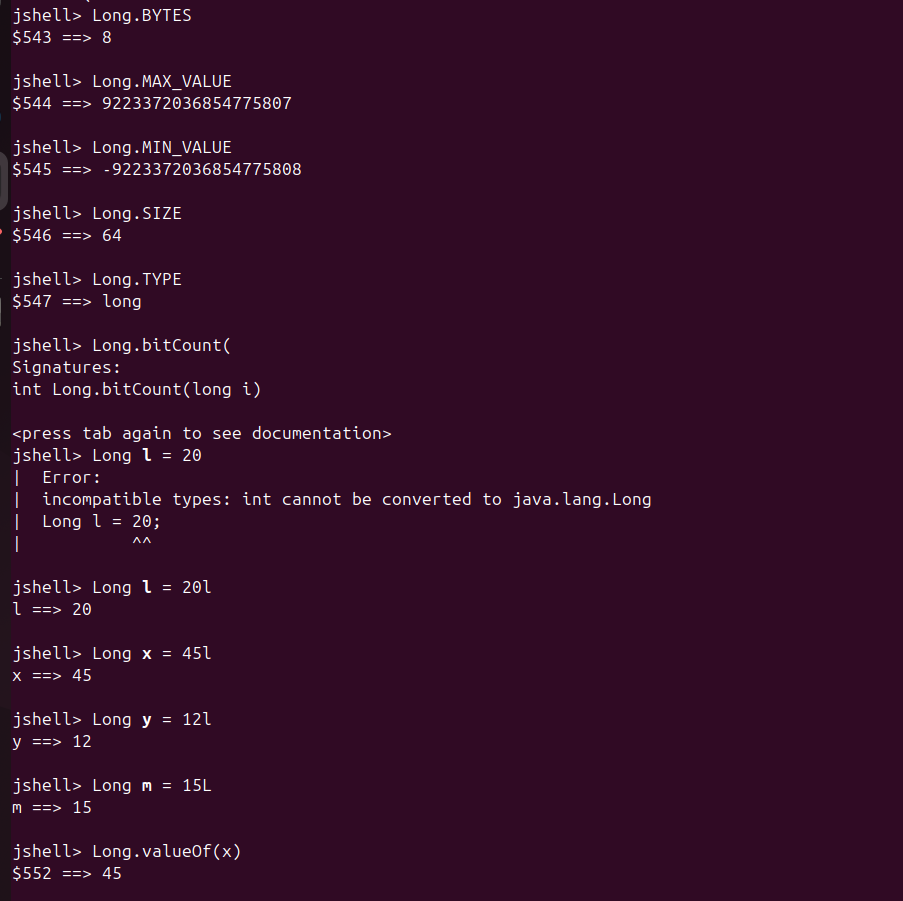 jshell> Long.BYTES
$543 ==> 8
jshell> Long.MAX_VALUE
$544 ==> 9223372036854775807
jshell> Long.MIN_VALUE
$545 ==> -9223372036854775808
jshell> Long.SIZE
$546 ==> 64
jshell> Long.TYPE
$547 ==> long
jshell> Long.bitCount(
Signatures:
int Long.bitCount(long i)
<press tab again to see documentation>
jshell> Long l = 20
|  Error:
|  incompatible types: int cannot be converted to java.lang.Long
|  Long l = 20;
|           ^^
jshell> Long l = 20l
l ==> 20
jshell> Long x = 45l
x ==> 45
jshell> Long y = 12l
y ==> 12
jshell> Long m = 15L
m ==> 15
jshell> Long.valueOf(x)
$552 ==> 45